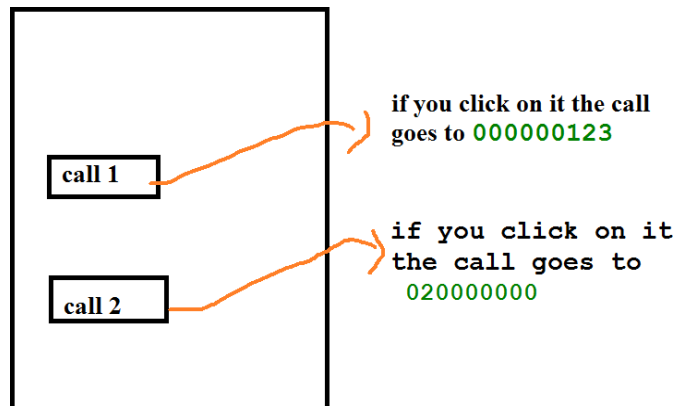 if you click on it the call
goes to 000000123
call 1
if you click on it
the call goes to
020000000
call 2